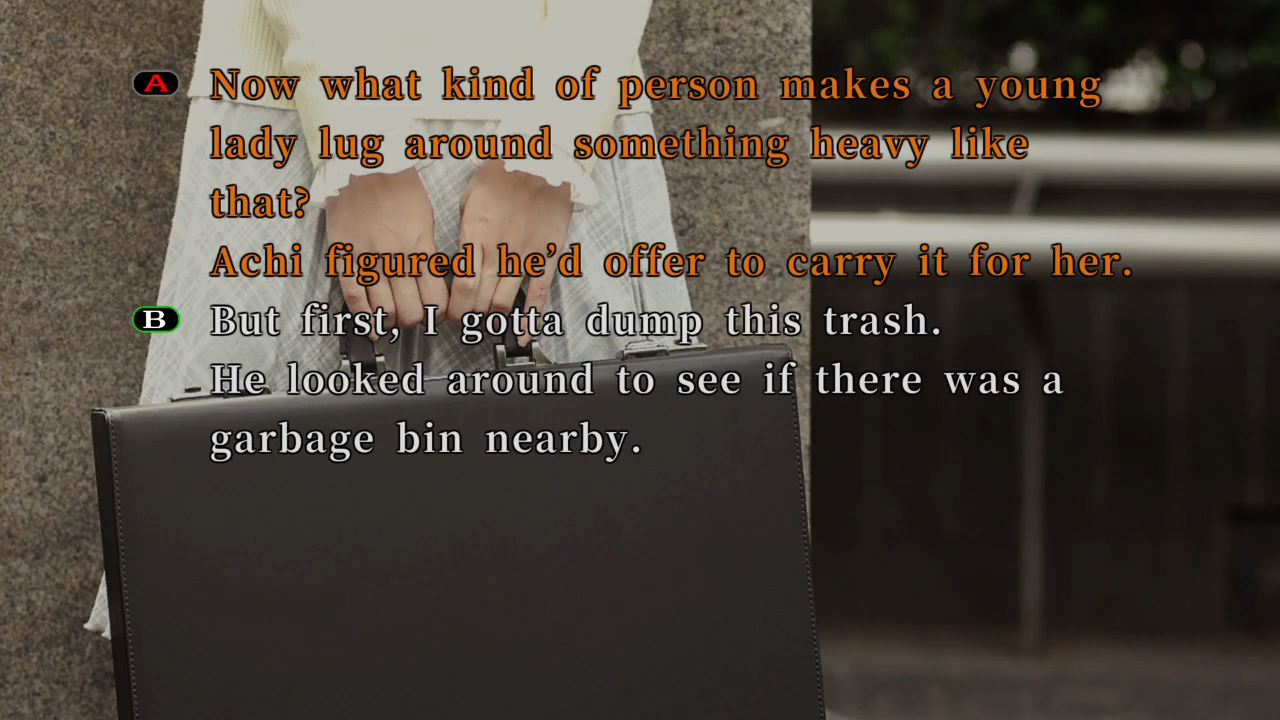 A Now what kind of person makes a young
lady lug around something heavy like
that?
Achi figured he’d offer to carry it for her.
B But first, I gotta dump this trash.
He looked around to see if there was a
garbage bin nearby.